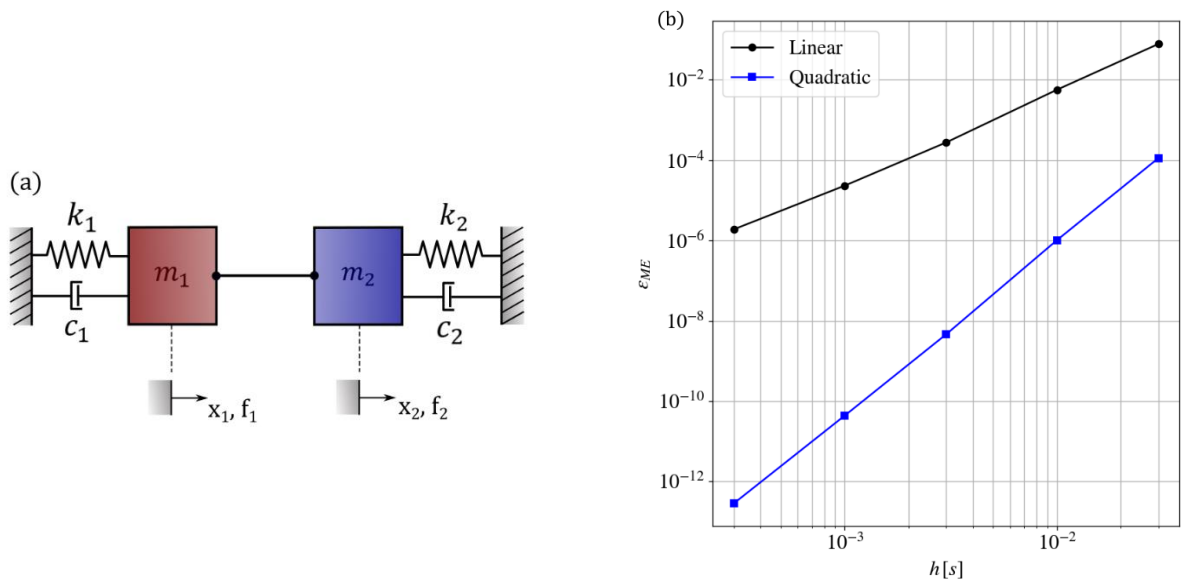 (a)
k₁
k₂
m₁
m₂
c₁
c₂
x₁, f₁
x₂, f₂
(b)
Linear
Quadratic
10⁻²
10⁻⁴
10⁻⁶
10⁻⁸
10⁻¹⁰
10⁻¹²
ε_ME
10⁻³
10⁻²
h[s]